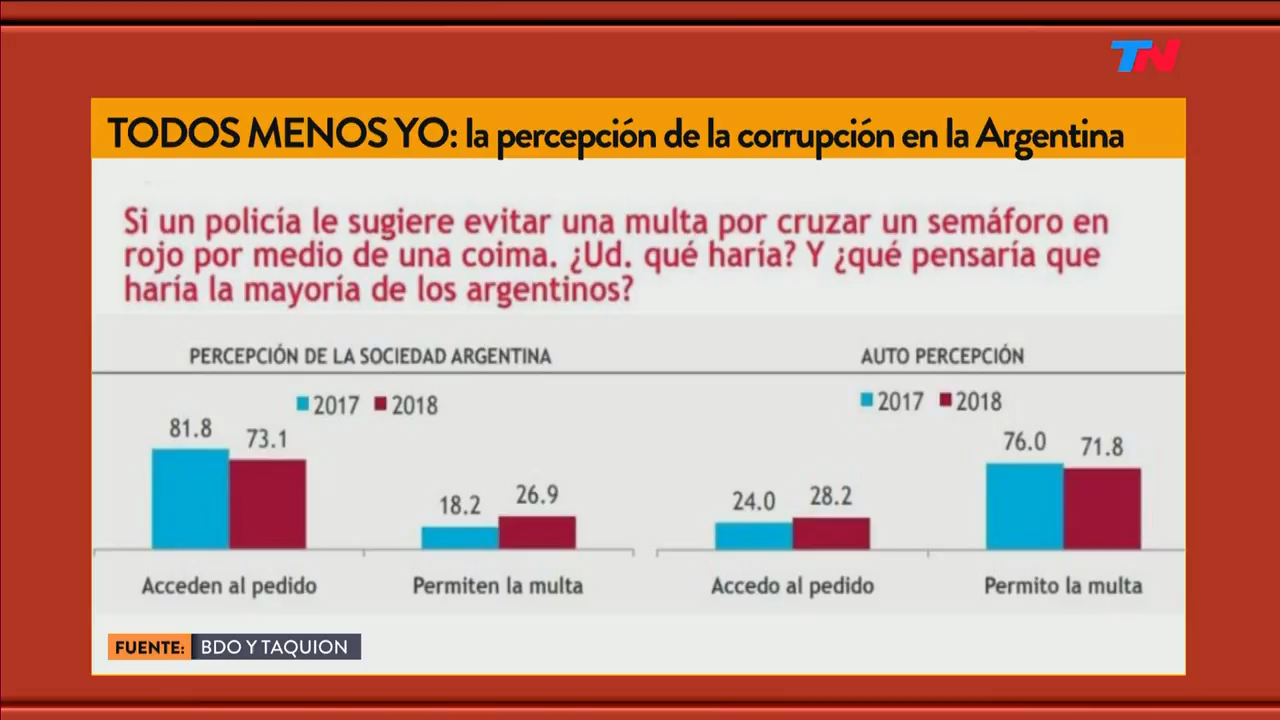 TN
TODOS MENOS YO: la percepción de la corrupción en la Argentina
Si un policía le sugiere evitar una multa por cruzar un semáforo en
rojo por medio de una coima. ¿Ud. qué haría? Y ¿qué pensaría que
haría la mayoría de los argentinos?
PERCEPCIÓN DE LA SOCIEDAD ARGENTINA
2017 2018
81.8 73.1
18.2 26.9
Acceden al pedido Permiten la multa
AUTO PERCEPCIÓN
2017 2018
24.0 28.2
76.0 71.8
Accedo al pedido Permito la multa
FUENTE: BDO Y TAQUION